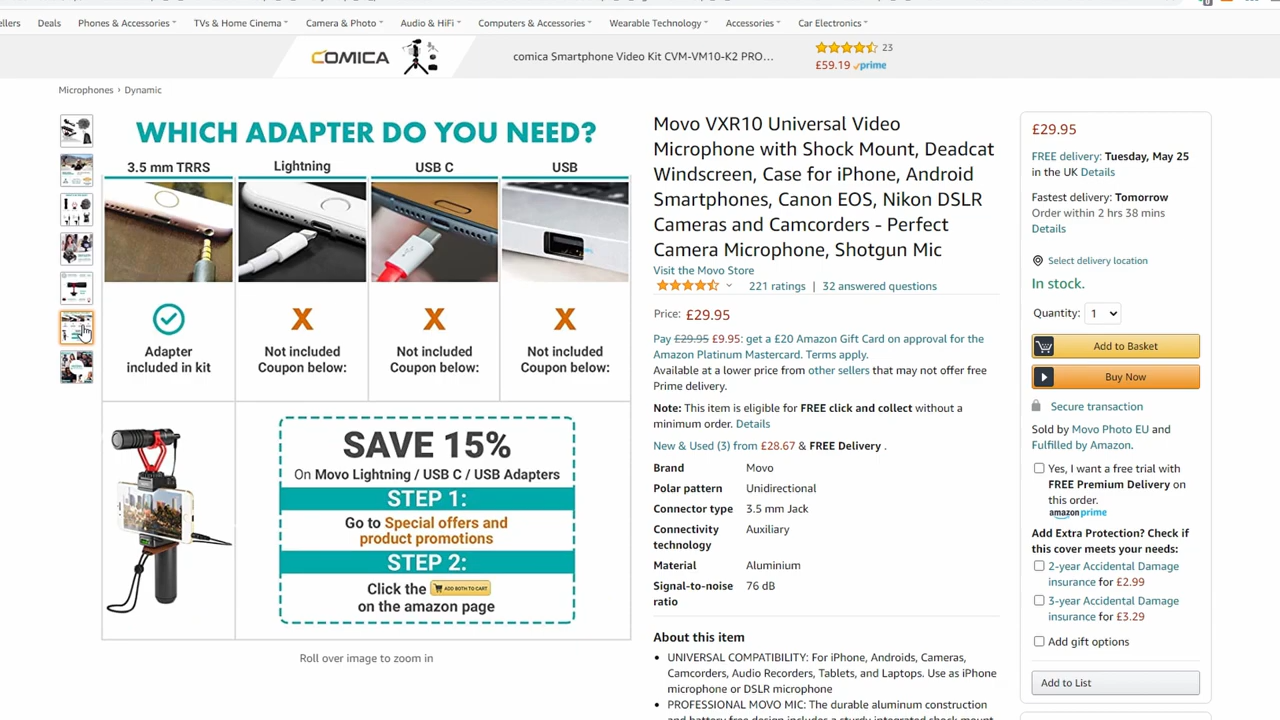 ellers Deals Phones & Accessories TVs & Home Cinema Camera & Photo Audio & HiFi Computers & Accessories Wearable Technology Accessories Car Electronics
COMICA
comica Smartphone Video Kit CVM-VM10-K2 PRO...
23
£59.19 prime
Microphones › Dynamic
WHICH ADAPTER DO YOU NEED?
3.5 mm TRRS Lightning USB C USB
Adapter
included in kit
X
Not included
Coupon below:
X
Not included
Coupon below:
X
Not included
Coupon below:
SAVE 15%
On Movo Lightning / USB C / USB Adapters
STEP 1:
Go to Special offers and
product promotions
STEP 2:
Click the ADD BOTH TO CART
on the amazon page
Roll over image to zoom in
Movo VXR10 Universal Video
Microphone with Shock Mount, Deadcat
Windscreen, Case for iPhone, Android
Smartphones, Canon EOS, Nikon DSLR
Cameras and Camcorders - Perfect
Camera Microphone, Shotgun Mic
Visit the Movo Store
221 ratings | 32 answered questions
Price: £29.95
Pay £29.95 £9.95: get a £20 Amazon Gift Card on approval for the
Amazon Platinum Mastercard. Terms apply.
Available at a lower price from other sellers that may not offer free
Prime delivery.
Note: This item is eligible for FREE click and collect without a
minimum order. Details
New & Used (3) from £28.67 & FREE Delivery .
Brand Movo
Polar pattern Unidirectional
Connector type 3.5 mm Jack
Connectivity Auxiliary
technology
Material Aluminium
Signal-to-noise 76 dB
ratio
About this item
• UNIVERSAL COMPATIBILITY: For iPhone, Androids, Cameras,
Camcorders, Audio Recorders, Tablets, and Laptops. Use as iPhone
microphone or DSLR microphone
• PROFESSIONAL MOVO MIC: The durable aluminum construction
and battery-free design includes a sturdy integrated shock mount
£29.95
FREE delivery: Tuesday, May 25
in the UK Details
Fastest delivery: Tomorrow
Order within 2 hrs 38 mins
Details
Select delivery location
In stock.
Quantity: 1
Add to Basket
Buy Now
Secure transaction
Sold by Movo Photo EU and
Fulfilled by Amazon.
Yes, I want a free trial with
FREE Premium Delivery on
this order.
amazon prime
Add Extra Protection? Check if
this cover meets your needs:
2-year Accidental Damage
insurance for £2.99
3-year Accidental Damage
insurance for £3.29
Add gift options
Add to List